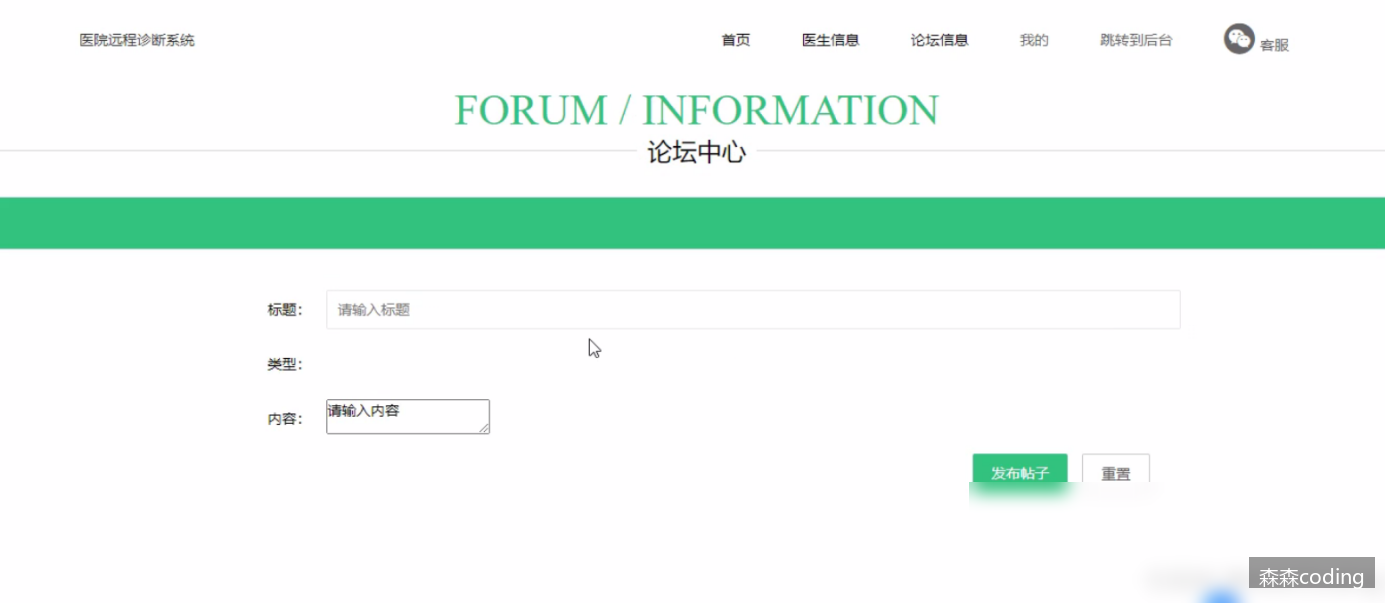 医院远程诊断系统
首页 医生信息 论坛信息 我的 跳转到后台 客服
FORUM / INFORMATION
论坛中心
标题： 请输入标题
类型：
内容： 请输入内容
发布帖子 重置
森森coding